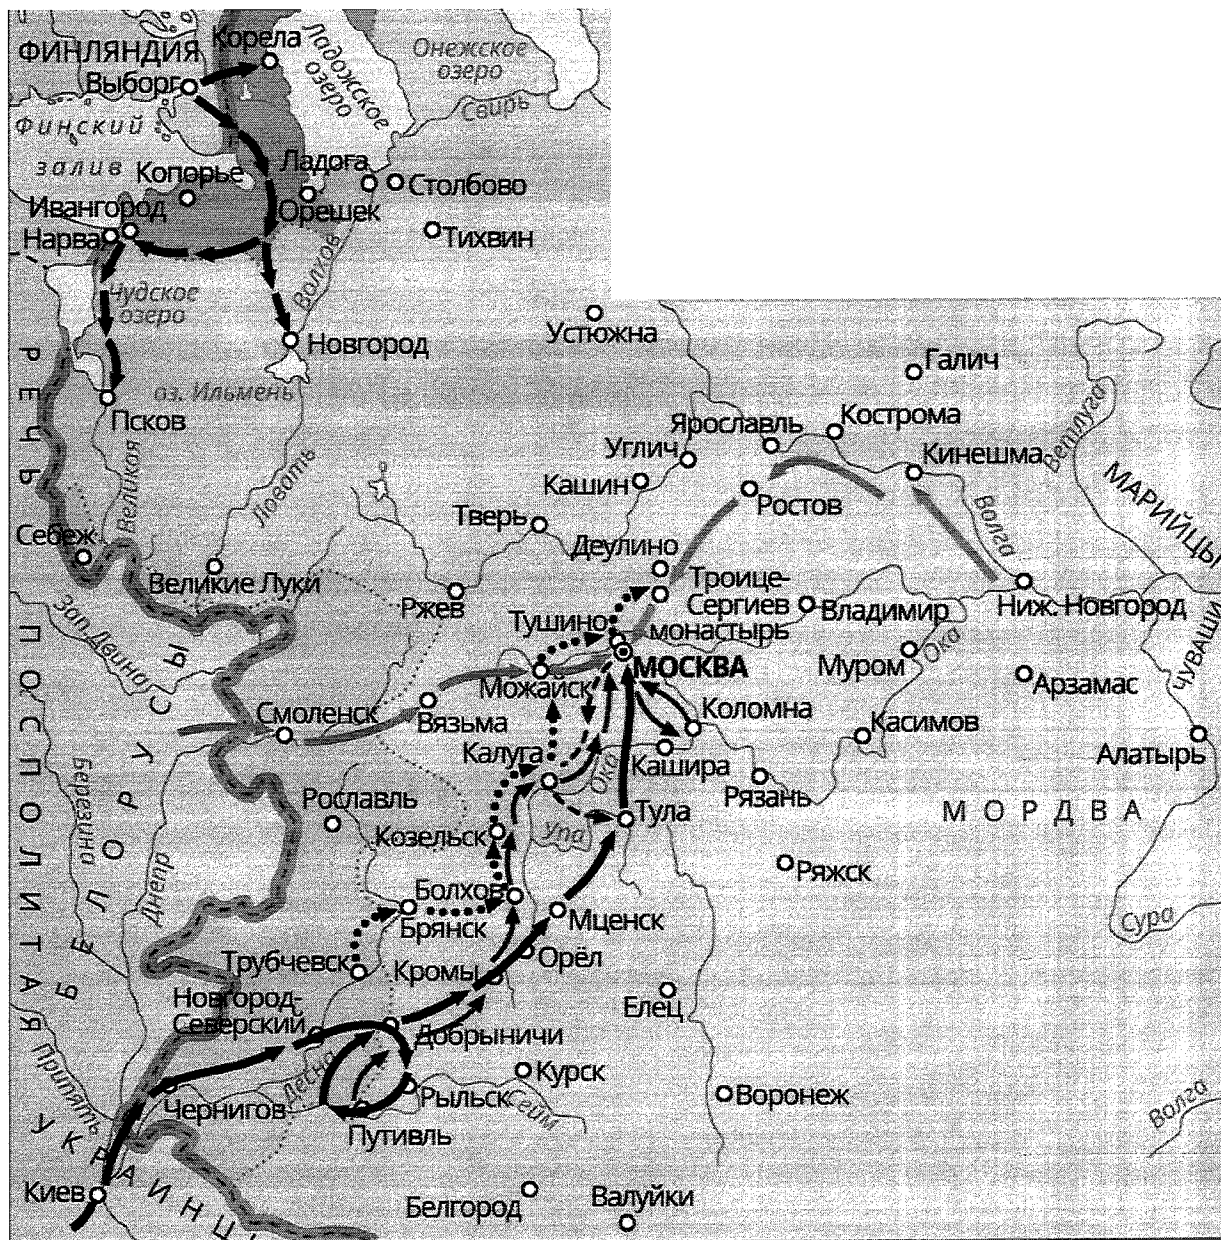 ФИНЛЯНДИЯ
Корела
Ладожское
озеро
Онежское
озеро
Выборг
Свирь
Финский
залив
Ладога
Копорье
Столбово
Ивангород
Орешек
Нарва
Тихвин
Волхов
Чудское
озеро
Устюжна
Новгород
Галич
РЕЧЬ
оз. Ильмень
Псков
Ярославль
Кострома
Ветлуга
Углич
Кинешма
Великая
Ловать
Кашин
Ростов
МАРИЙЦЫ
Тверь
Волга
Себеж
Деулино
Великие Луки
Ржев
Троице-
Сергиев
монастырь
Владимир
Ниж. Новгород
Зап. Двина
Тушино
ЧУВАШИ
ПОСПОЛИТАЯ
МОСКВА
Муром
Ока
Можайск
Арзамас
Смоленск
Вязьма
Коломна
Касимов
Калуга
Кашира
Алатырь
Березина
Ока
Рязань
Рославль
МОРДВА
БЕЛОРУСЫ
Тула
Козельск
Упа
Днепр
Ряжск
Болхов
Мценск
Сура
Брянск
Трубчевск
Орёл
Кромы
Новгород-
Северский
Елец
Добрыничи
Припять
Десна
Курск
Чернигов
Рыльск
Сейм
Воронеж
Волга
Путивль
УКРАИНЦЫ
Киев
Белгород
Валуйки